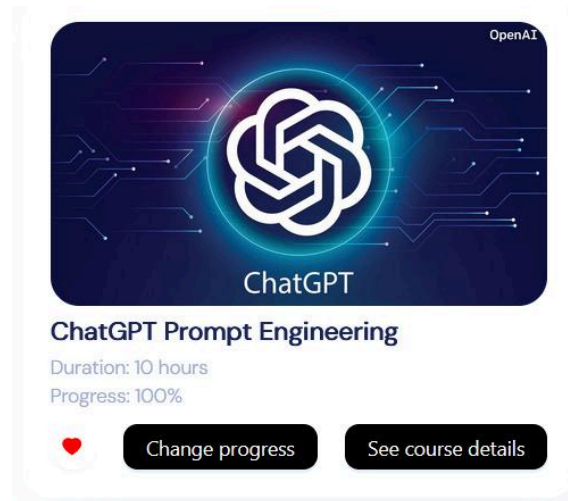 OpenAI
ChatGPT
ChatGPT Prompt Engineering
Duration: 10 hours
Progress: 100%
Change progress
See course details